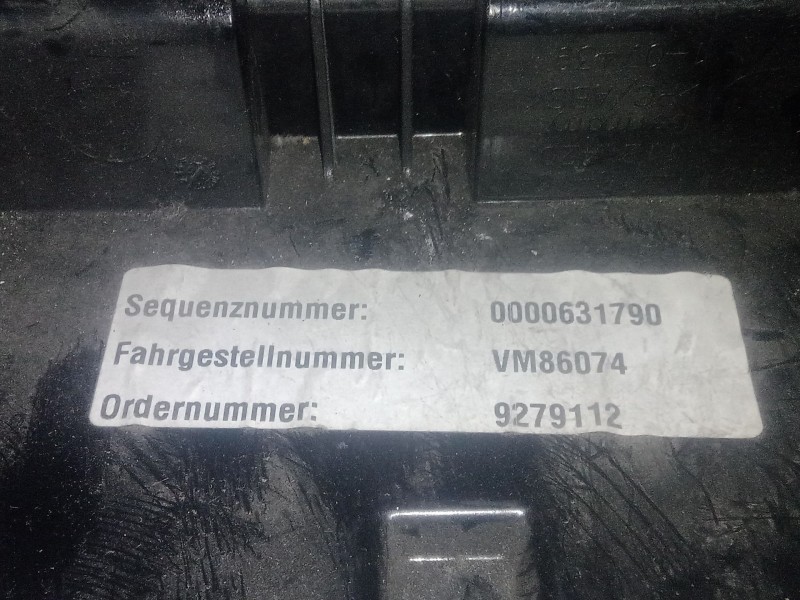 Sequenznummer: 0000631790
Fahrgestellnummer: VM86074
Ordernummer: 9279112